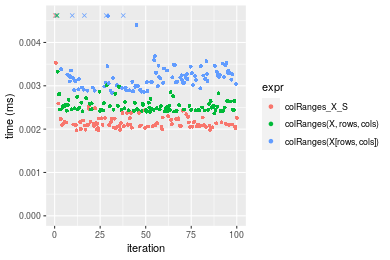 0.004
0.003
0.002
0.001
0.000
time (ms)
0
25
50
75
100
iteration
expr
colRanges_X_S
colRanges(X, rows, cols)
colRanges(X[rows, cols])